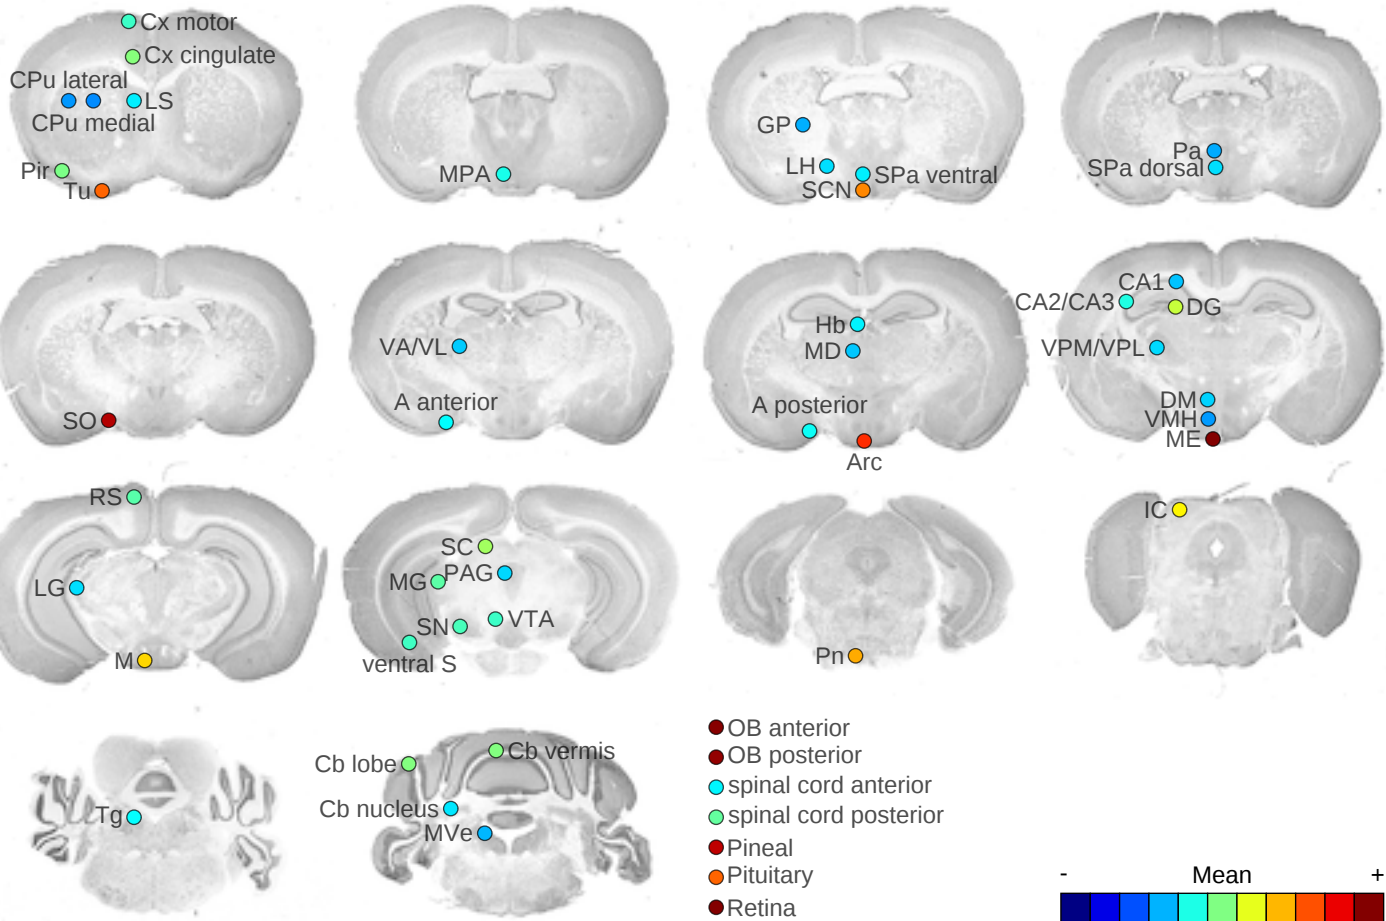 Cx motor
Cx cingulate
CPu lateral
LS
CPu medial
Pir
Tu
MPA
GP
LH
SPa ventral
SCN
Pa
SPa dorsal
SO
VA/VL
A anterior
Hb
MD
A posterior
Arc
CA1
CA2/CA3
DG
VPM/VPL
DM
VMH
ME
RS
LG
M
SC
PAG
MG
VTA
SN
ventral S
Pn
IC
Tg
Cb lobe
Cb vermis
Cb nucleus
MVe
OB anterior
OB posterior
spinal cord anterior
spinal cord posterior
Pineal
Pituitary
Retina
- Mean +